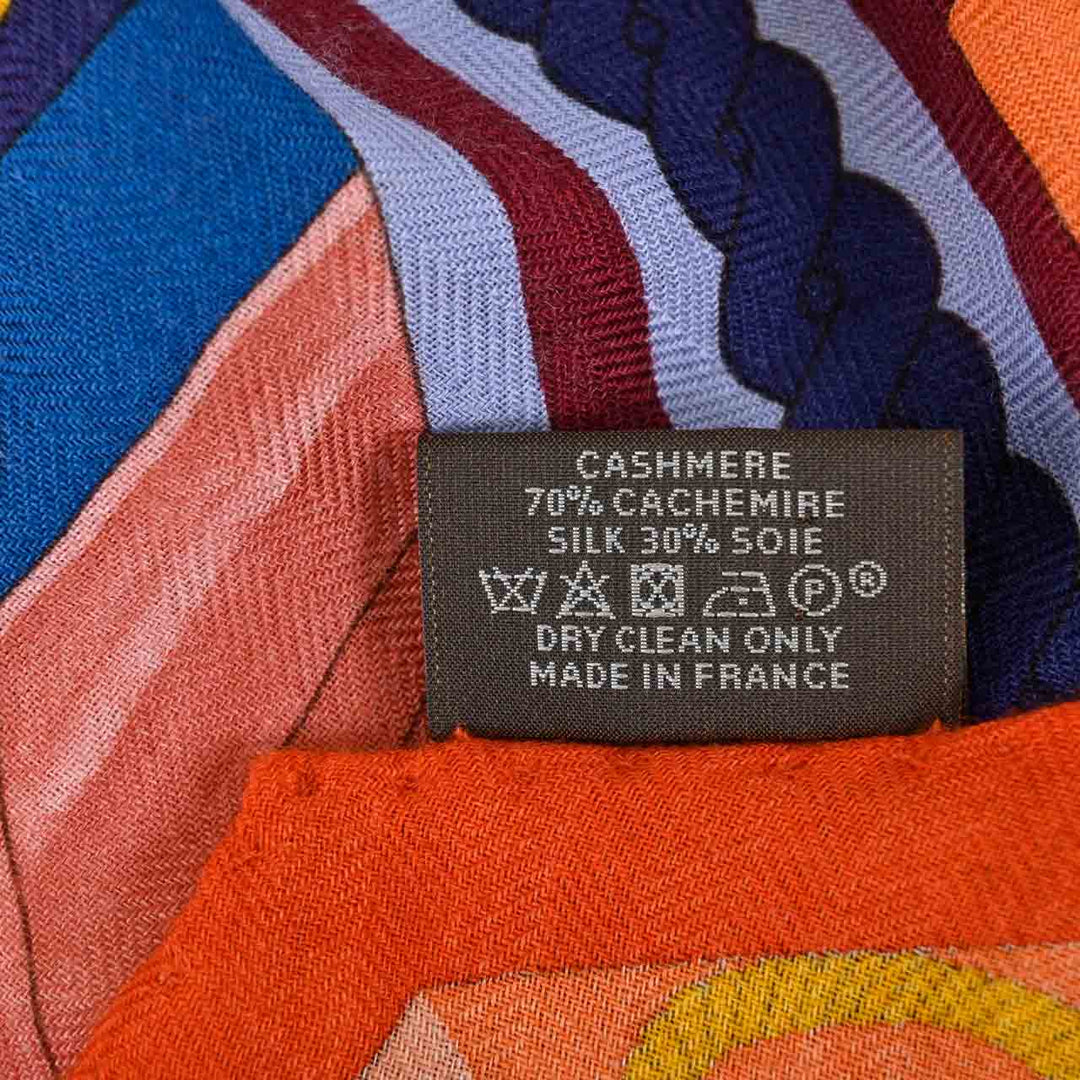 CASHMERE
70% CACHEMIRE
SILK 30% SOIE
P ®
DRY CLEAN ONLY
MADE IN FRANCE